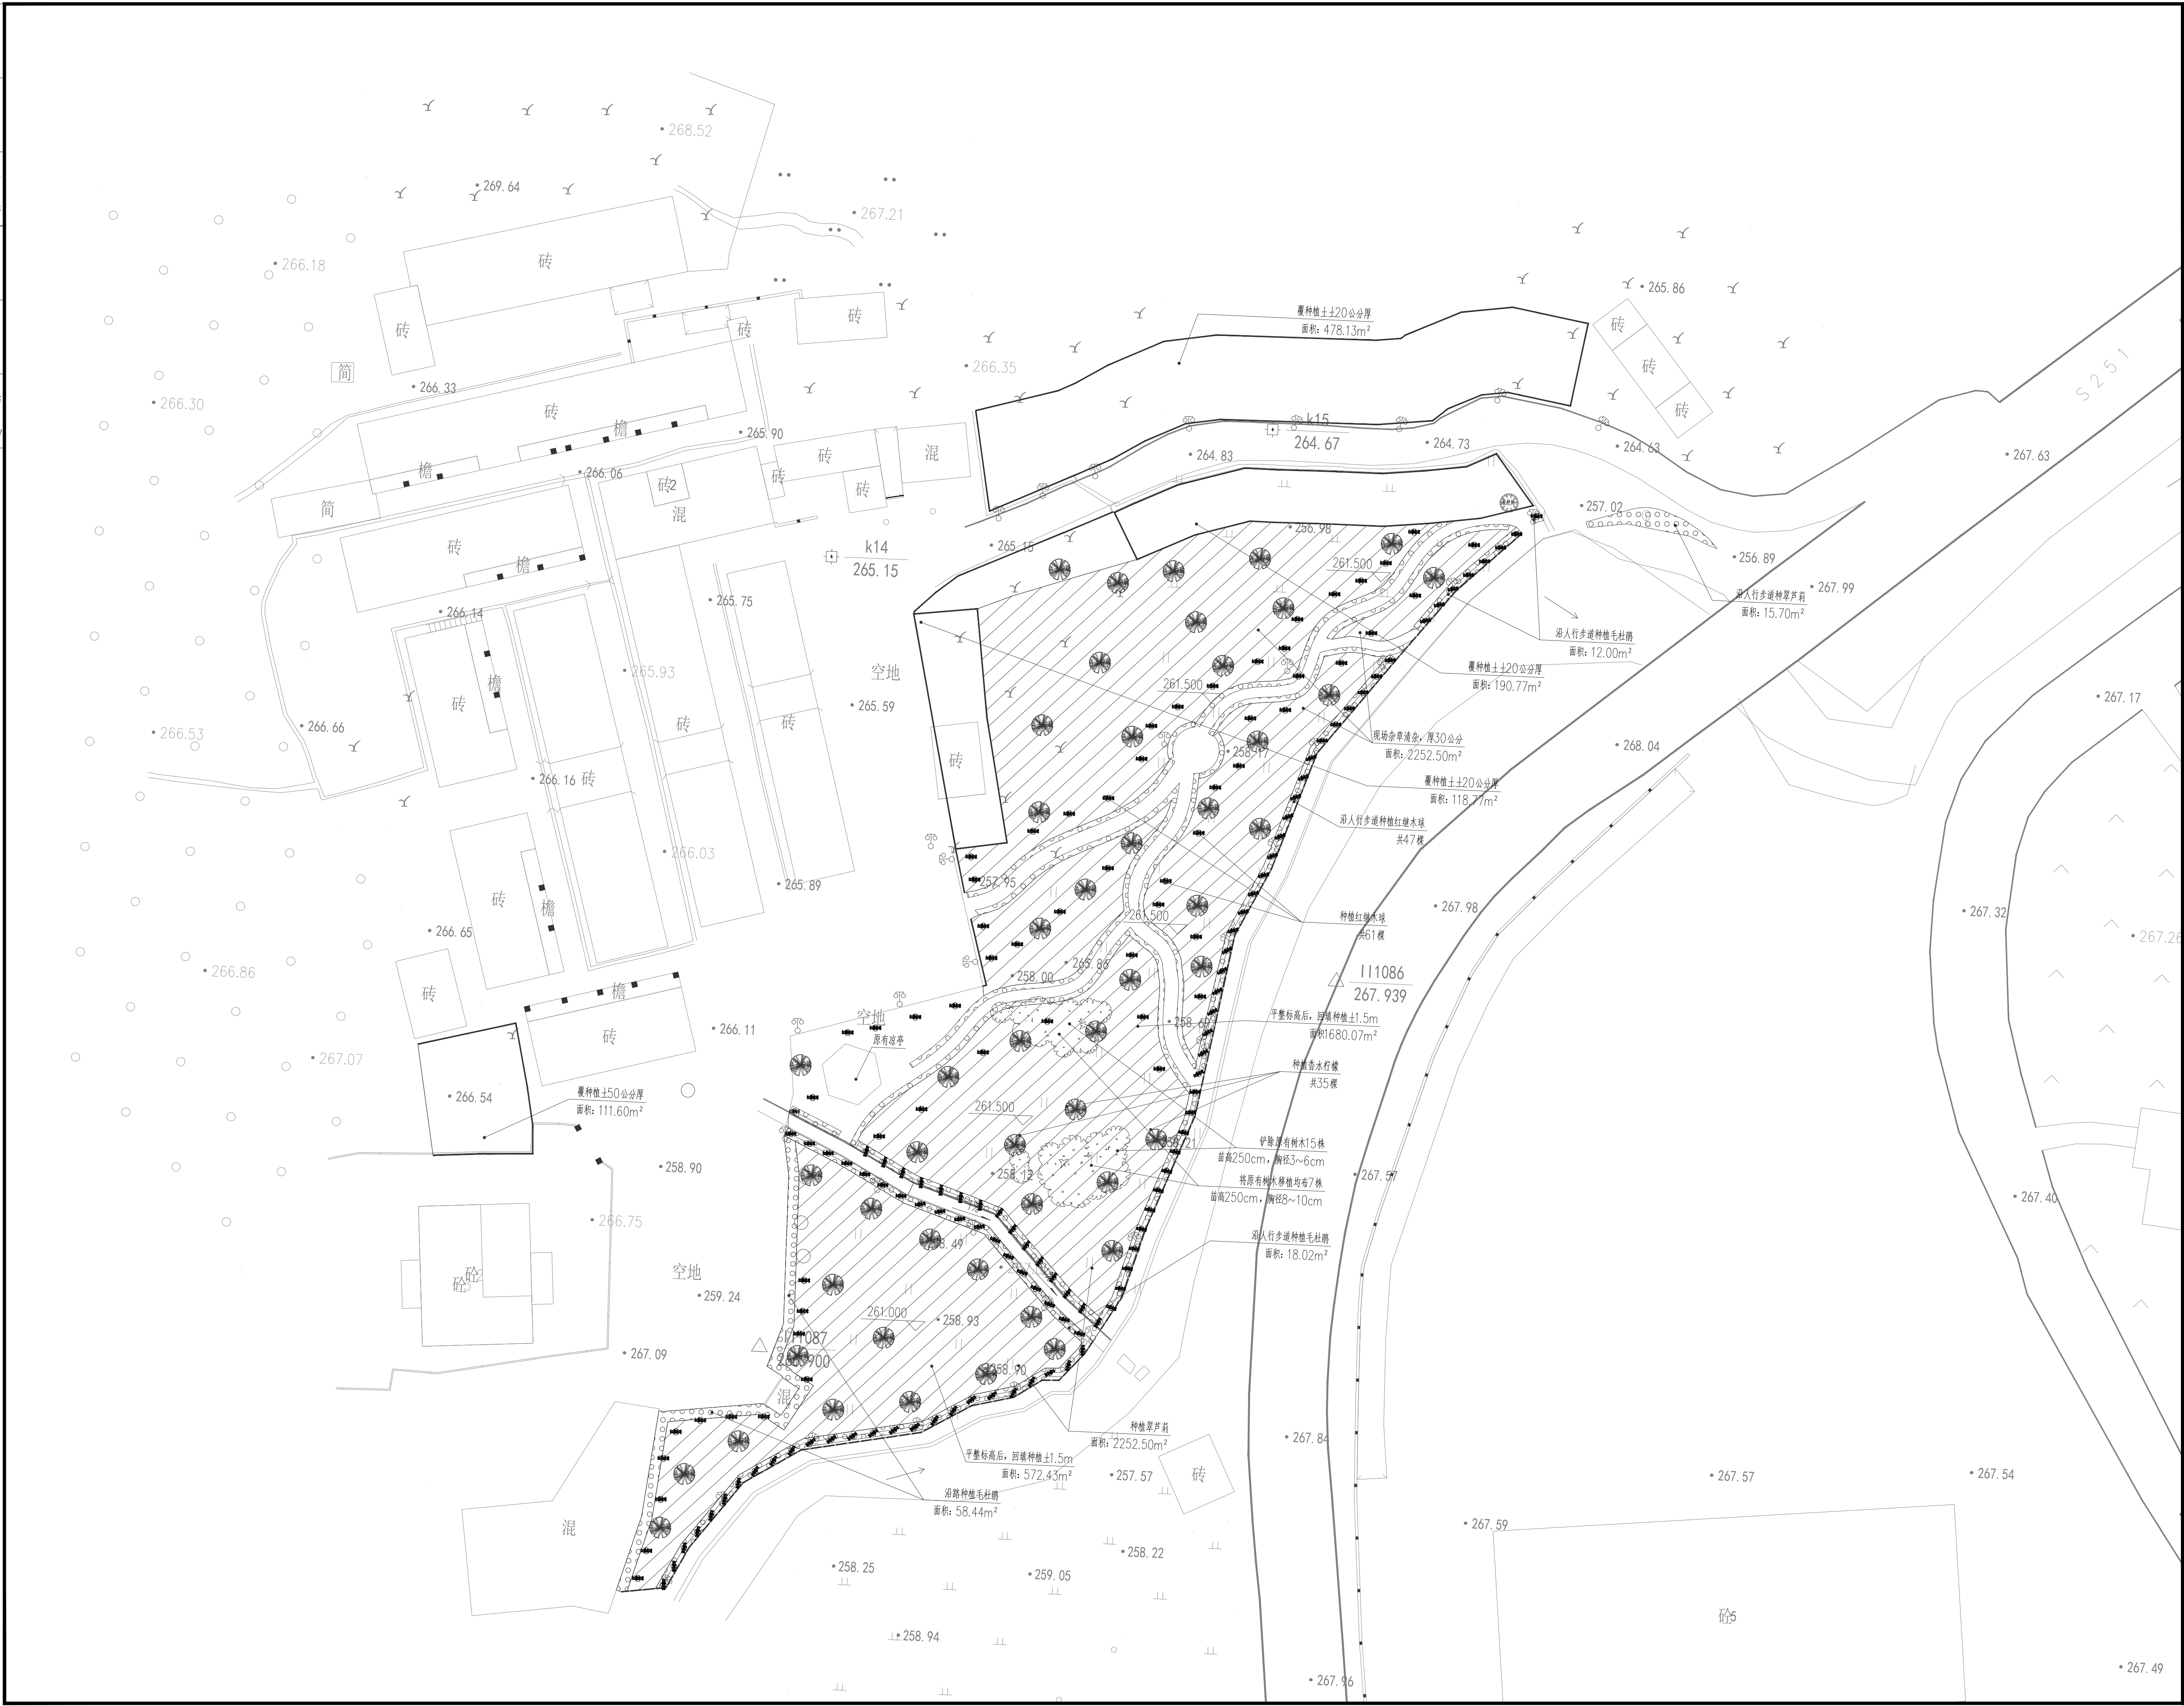 268.52
269.64
267.21
砖
266.18
265.86
砖
砖
砖
砖
覆种植土土20公分厚
面积: 478.13m²
砖
砖
砖
简
266.33
266.35
266.30
砖
檐
265.90
k15
264.67
264.73
264.63
267.63
S251
砖
混
264.83
檐
266.06
砖2
砖
砖
简
混
257.02
256.98
砖
k14
265.15
265.15
261.500
256.89
檐
267.99
沿人行步道种翠芦莉
面积: 15.70m²
265.75
266.14
沿人行步道种植毛杜鹃
面积: 12.00m²
空地
265.93
覆种植土土20公分厚
面积: 190.77m²
261.500
檐
267.17
砖
265.59
266.53
266.66
砖
砖
现场杂草清杂，厚30公分
面积: 2252.50m²
268.04
砖
266.16
砖
覆种植土土20公分厚
面积: 118.77m²
沿人行步道种植红继木球
共47棵
266.03
265.89
257.95
砖
檐
267.98
267.32
261.500
种植红继木球
共61棵
266.65
267.26
265.86
266.86
258.00
II1086
267.939
砖
檐
空地
266.11
砖
平整标高后，回填种植土1.5m
面积1680.07m²
原有凉亭
267.07
种植香水柠檬
共35棵
266.54
覆种植土50公分厚
面积: 111.60m²
261.500
铲除原有树木15株
苗高250cm，胸径3~6cm
258.90
258.12
267.57
将原有树木移植均布7株
苗高250cm，胸径8~10cm
267.40
266.75
沿人行步道种植毛杜鹃
面积: 18.02m²
空地
259.24
261.000
258.93
267.09
混
种植翠芦莉
面积: 2252.50m²
267.84
平整标高后，回填种植土1.5m
面积: 572.43m²
257.57
砖
267.57
267.54
沿路种植毛杜鹃
面积: 58.44m²
混
267.59
258.22
258.25
259.05
砼5
258.94
267.49
267.96